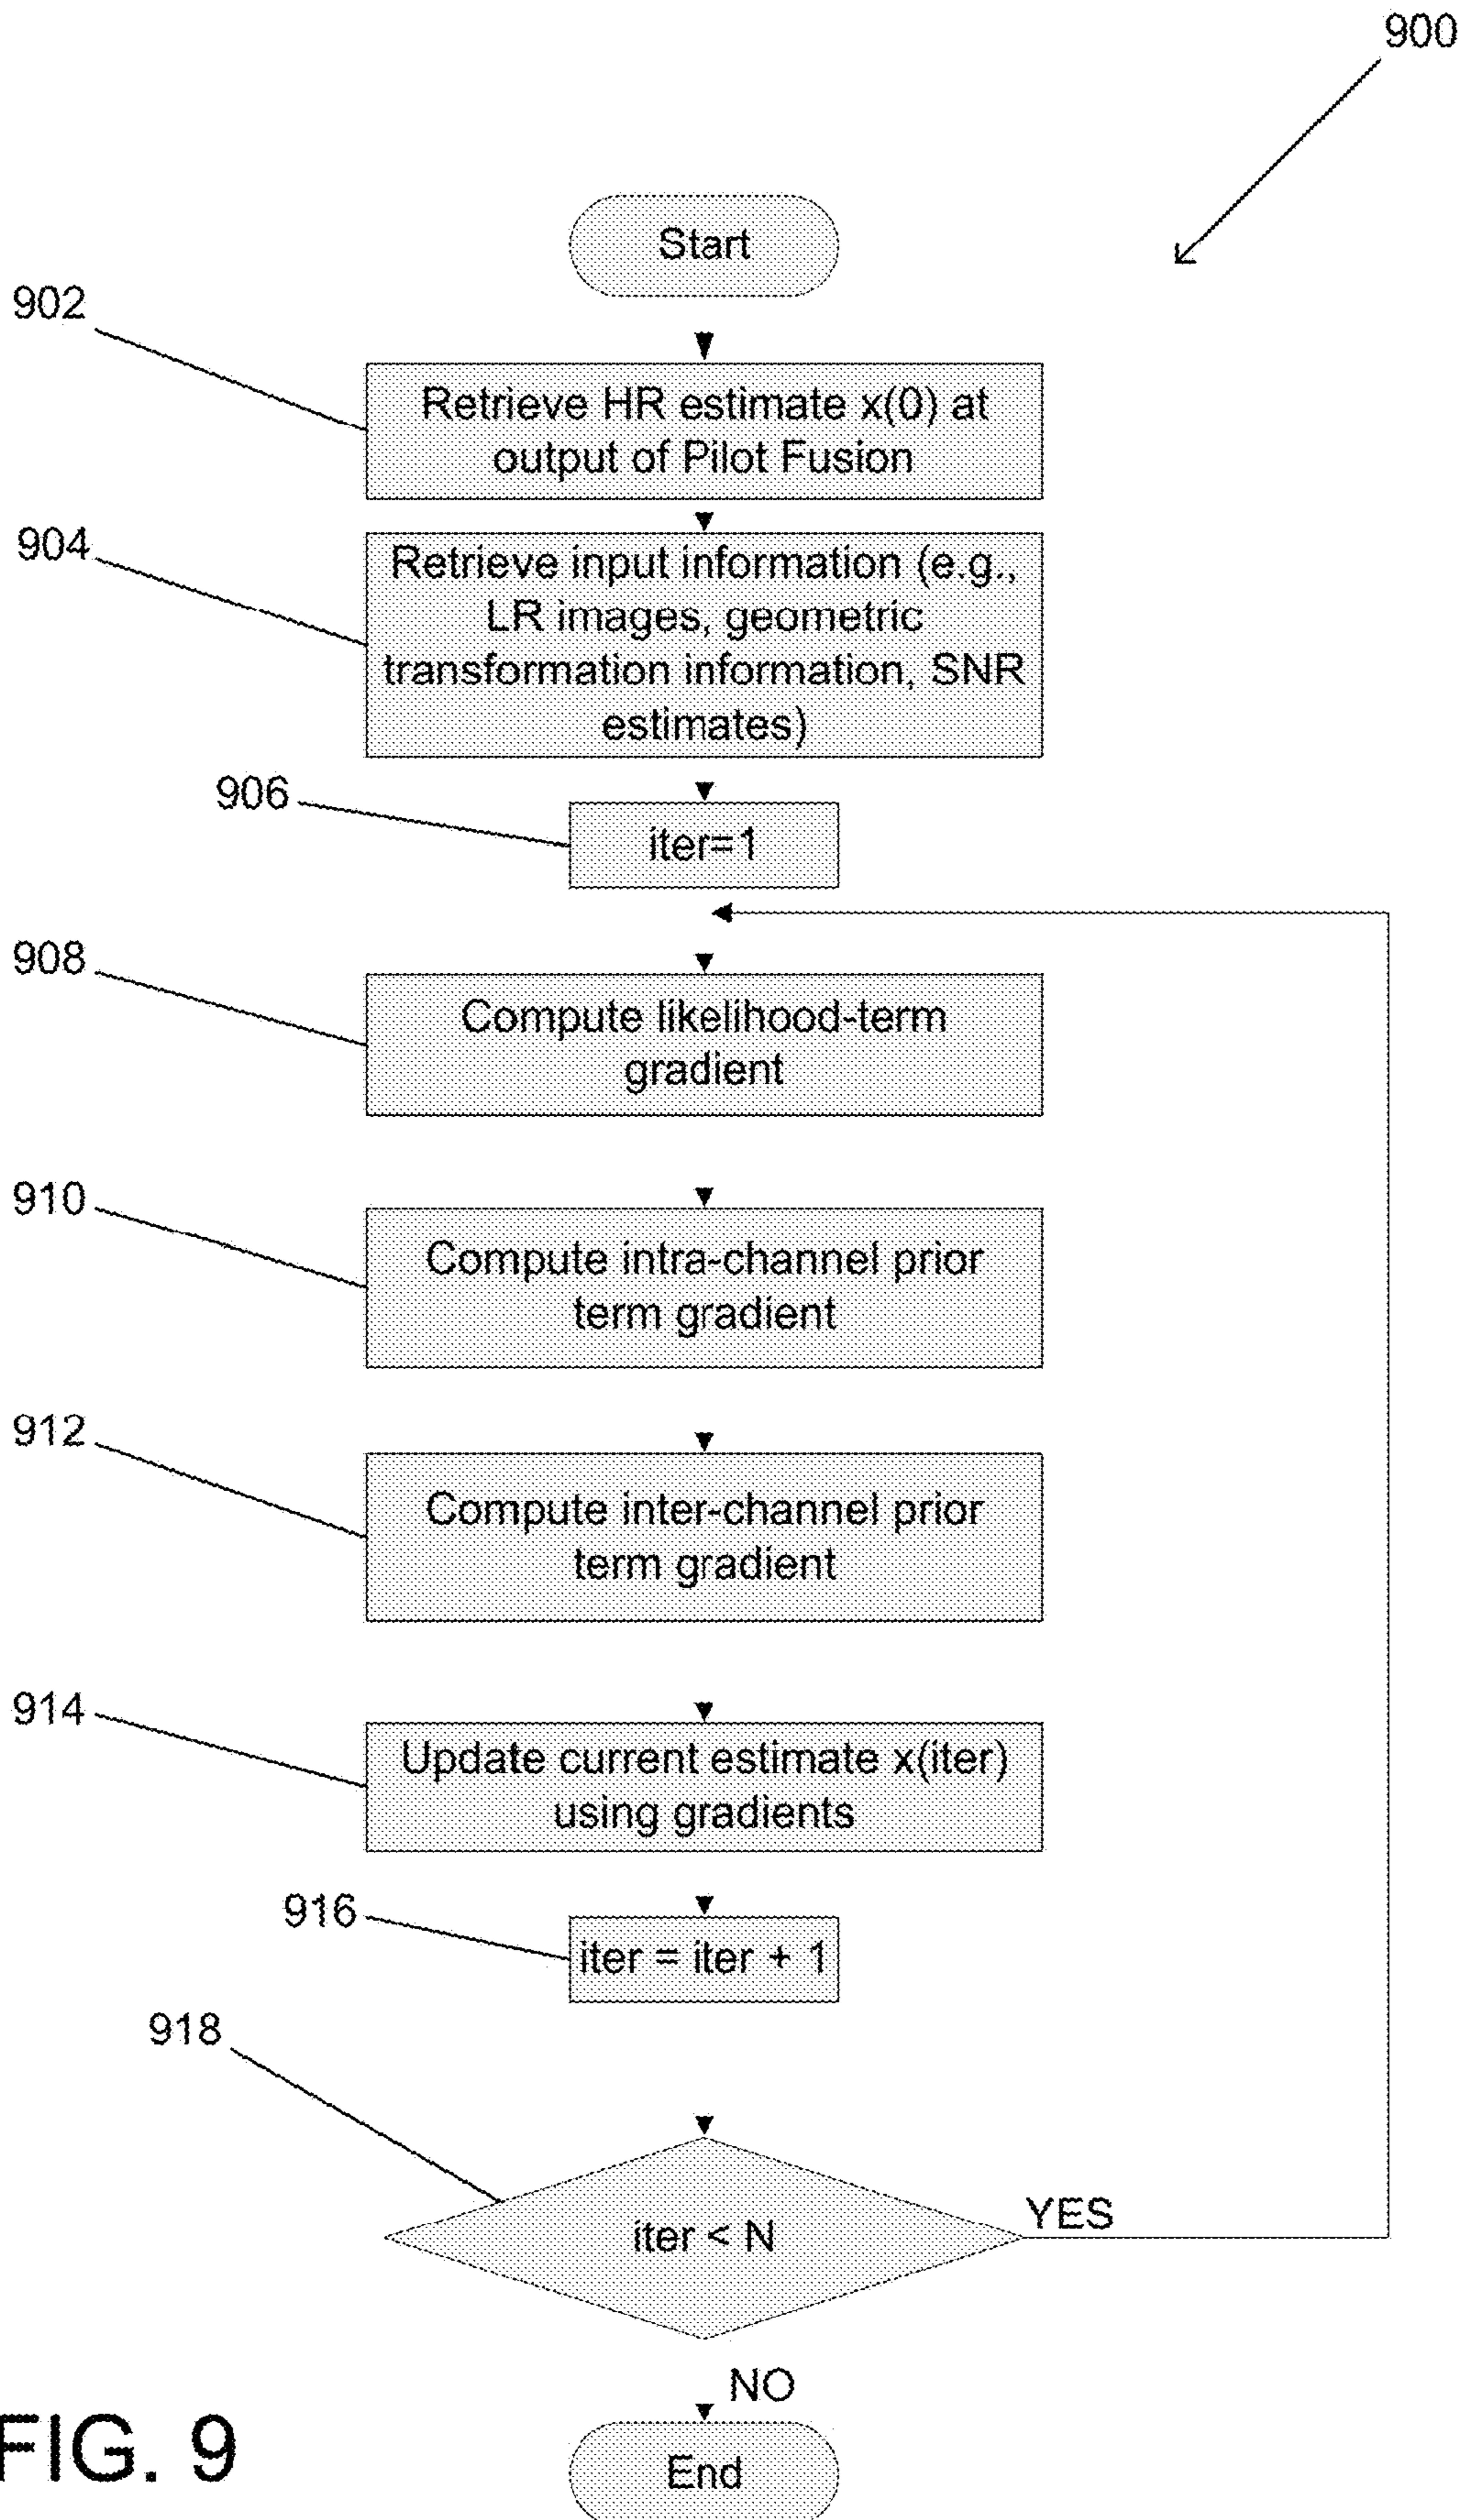 900
Start
902
Retrieve HR estimate x(0) at
output of Pilot Fusion
904
Retrieve input information (e.g.,
LR images, geometric
transformation information, SNR
estimates)
906
iter=1
908
Compute likelihood-term
gradient
910
Compute intra-channel prior
term gradient
912
Compute inter-channel prior
term gradient
914
Update current estimate x(iter)
using gradients
916
iter = iter + 1
918
iter < N
YES
NO
End
FIG. 9